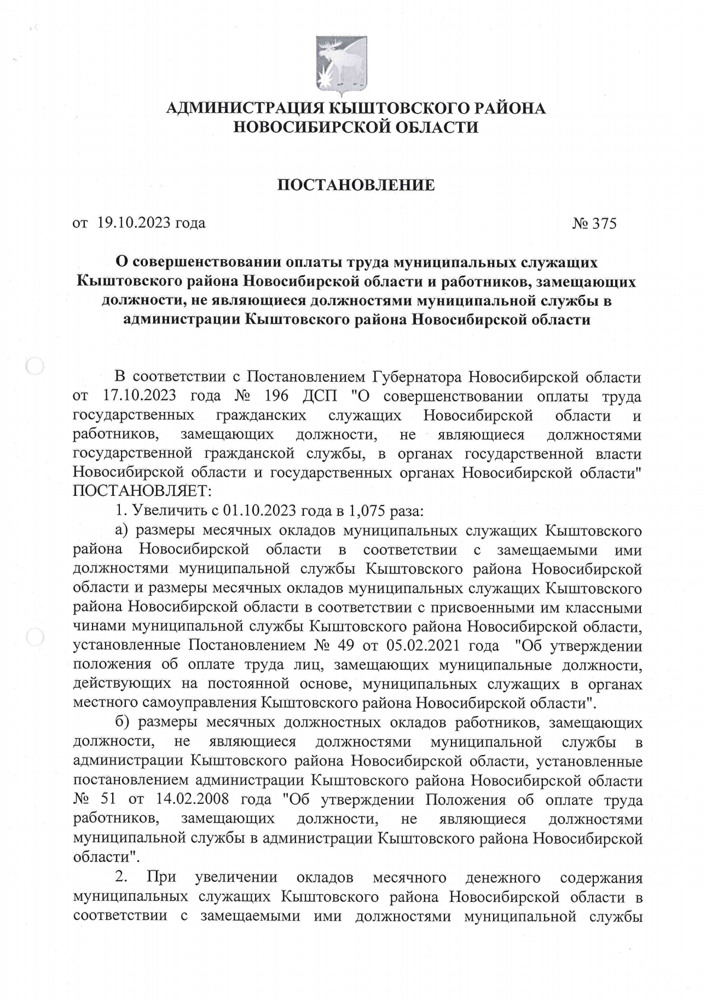 АДМИНИСТРАЦИЯ КЫШТОВСКОГО РАЙОНА
НОВОСИБИРСКОЙ ОБЛАСТИ
ПОСТАНОВЛЕНИЕ
от 19.10.2023 года № 375
О совершенствовании оплаты труда муниципальных служащих
Кыштовского района Новосибирской области и работников, замещающих
должности, не являющиеся должностями муниципальной службы в
администрации Кыштовского района Новосибирской области
В соответствии с Постановлением Губернатора Новосибирской области
от 17.10.2023 года № 196 ДСП "О совершенствовании оплаты труда
государственных гражданских служащих Новосибирской области и
работников, замещающих должности, не являющиеся должностями
государственной гражданской службы, в органах государственной власти
Новосибирской области и государственных органах Новосибирской области"
ПОСТАНОВЛЯЕТ:
1. Увеличить с 01.10.2023 года в 1,075 раза:
а) размеры месячных окладов муниципальных служащих Кыштовского
района Новосибирской области в соответствии с замещаемыми ими
должностями муниципальной службы Кыштовского района Новосибирской
области и размеры месячных окладов муниципальных служащих Кыштовского
района Новосибирской области в соответствии с присвоенными им классными
чинами муниципальной службы Кыштовского района Новосибирской области,
установленные Постановлением № 49 от 05.02.2021 года "Об утверждении
положения об оплате труда лиц, замещающих муниципальные должности,
действующих на постоянной основе, муниципальных служащих в органах
местного самоуправления Кыштовского района Новосибирской области".
б) размеры месячных должностных окладов работников, замещающих
должности, не являющиеся должностями муниципальной службы в
администрации Кыштовского района Новосибирской области, установленные
постановлением администрации Кыштовского района Новосибирской области
№ 51 от 14.02.2008 года "Об утверждении Положения об оплате труда
работников, замещающих должности, не являющиеся должностями
муниципальной службы в администрации Кыштовского района Новосибирской
области".
2. При увеличении окладов месячного денежного содержания
муниципальных служащих Кыштовского района Новосибирской области в
соответствии с замещаемыми ими должностями муниципальной службы